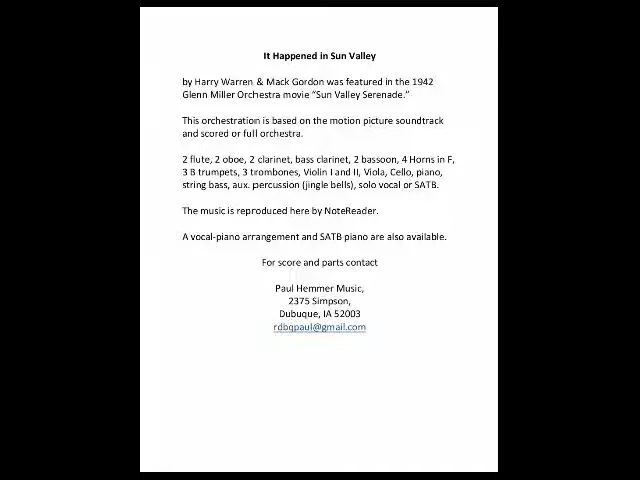 It Happened in Sun Valley
by Harry Warren & Mack Gordon was featured in the 1942
Glenn Miller Orchestra movie “Sun Valley Serenade.”
This orchestration is based on the motion picture soundtrack
and scored or full orchestra.
2 flute, 2 oboe, 2 clarinet, bass clarinet, 2 bassoon, 4 Horns in F,
3 B trumpets, 3 trombones, Violin I and II, Viola, Cello, piano,
string bass, aux. percussion (jingle bells), solo vocal or SATB.
The music is reproduced here by NoteReader.
A vocal-piano arrangement and SATB piano are also available.
For score and parts contact
Paul Hemmer Music,
2375 Simpson,
Dubuque, IA 52003
rdbqpaul@gmail.com